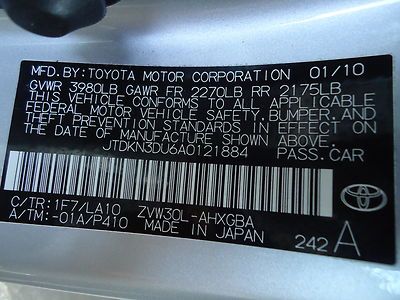 MFD. BY: TOYOTA MOTOR CORPORATION 01/10
GVWR 3980LB GAWR FR 2270LB RR 2175LB
THIS VEHICLE CONFORMS TO ALL APPLICABLE
FEDERAL MOTOR VEHICLE SAFETY, BUMPER, AND
THEFT PREVENTION STANDARDS IN EFFECT ON
THE DATE OF MANUFACTURE SHOWN ABOVE.
JTDKN3DU6A0121884 PASS.CAR
C/TR: 1F7/LA10 ZVW30L-AHXGBA
A/TM: -01A/P410 MADE IN JAPAN
TOYOTA
242 A